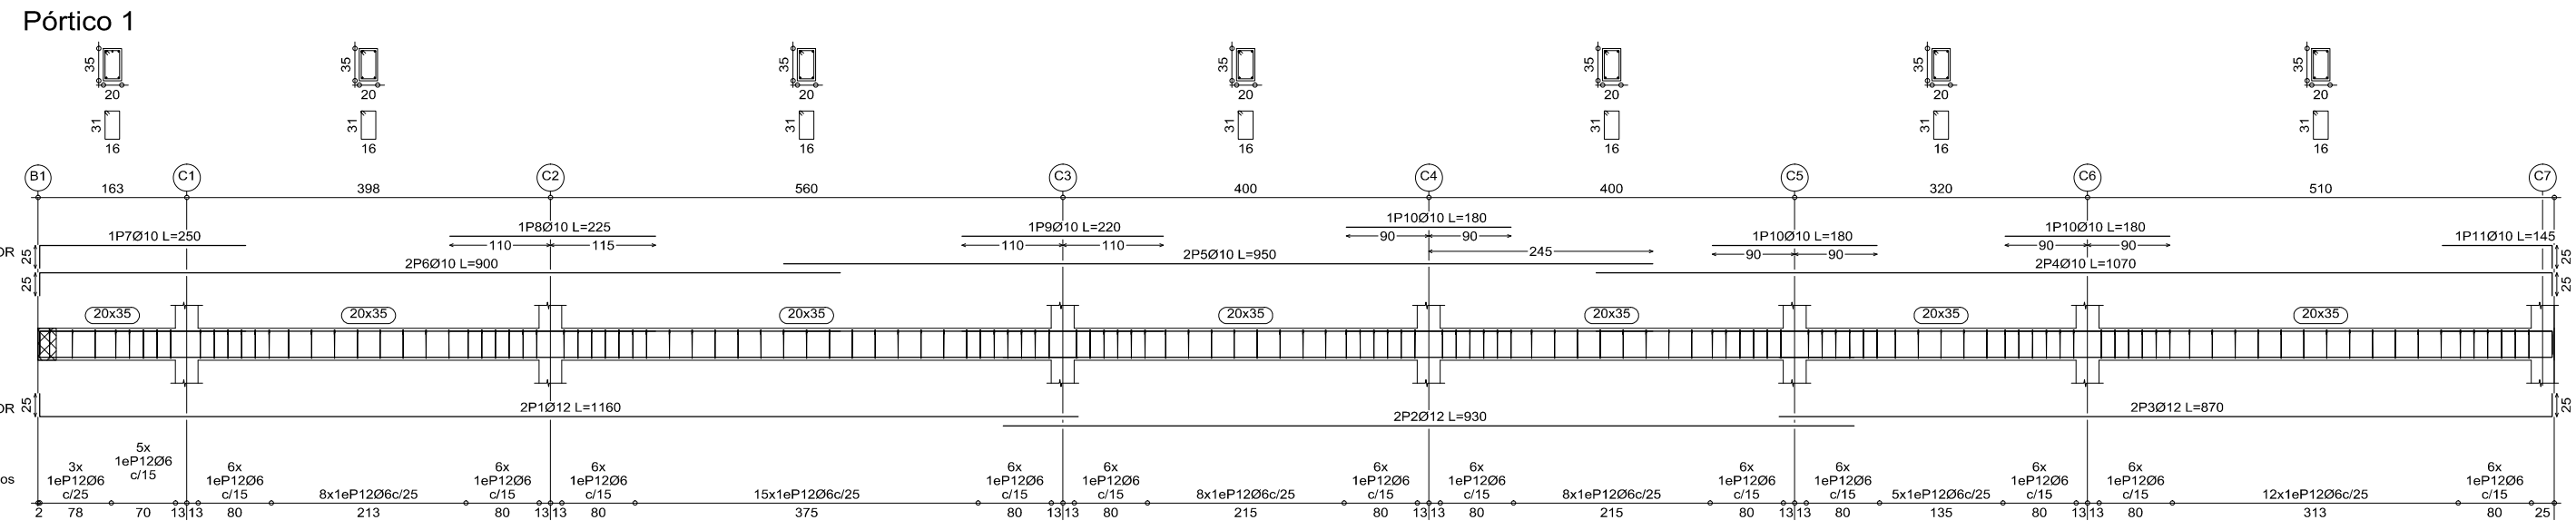 Pórtico 1
35 35 35 35 35 35 35
20 20 20 20 20 20 20
31 31 31 31 31 31 31
16 16 16 16 16 16 16
B1 C1 C2 C3 C4 C5 C6 C7
163 398 560 400 400 320 510
1P10Ø10 L=180
1P8Ø10 L=225 1P9Ø10 L=220 1P10Ø10 L=180
1P7Ø10 L=250 90 90 1P10Ø10 L=180 1P11Ø10 L=145
110 115 110 110 90 90
OR 25 245 90 90 25
2P5Ø10 L=950
2P6Ø10 L=900 2P4Ø10 L=1070
25 25
20x35 20x35 20x35 20x35 20x35 20x35 20x35
OR 25 2P1Ø12 L=1160 2P3Ø12 L=870 25
2P2Ø12 L=930
5x
1eP12Ø6
c/15
3x 6x 6x 6x 6x 6x 6x 6x 6x 6x 6x 6x 6x
os 1eP12Ø6 1eP12Ø6 1eP12Ø6 1eP12Ø6 1eP12Ø6 1eP12Ø6 1eP12Ø6 1eP12Ø6 1eP12Ø6 1eP12Ø6 1eP12Ø6 1eP12Ø6 1eP12Ø6
c/25 c/15 8x1eP12Ø6c/25 c/15 c/15 15x1eP12Ø6c/25 c/15 c/15 8x1eP12Ø6c/25 c/15 c/15 8x1eP12Ø6c/25 c/15 c/15 5x1eP12Ø6c/25 c/15 c/15 12x1eP12Ø6c/25 c/15
2 78 70 13 13 80 213 80 13 13 80 375 80 13 13 80 215 80 13 13 80 215 80 13 13 80 135 80 13 13 80 313 80 25